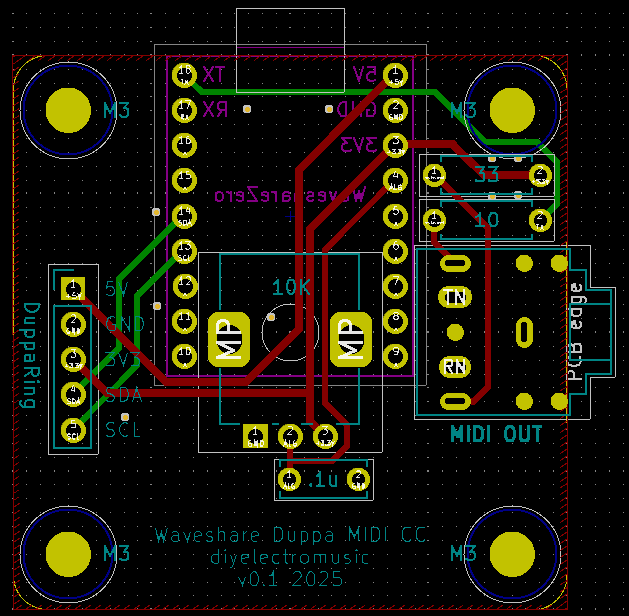 M3
M3
TX
RX
5V
GND
3V3
WaveshareZero
33
10
10K
MP
MP
DuppaRing
5V
GND
3V3
SDA
SCL
TN
RN
PCB edge
MIDI OUT
.1u
Waveshare Duppa MIDI CC
diyelectromusic
v0.1 2025
M3
M3